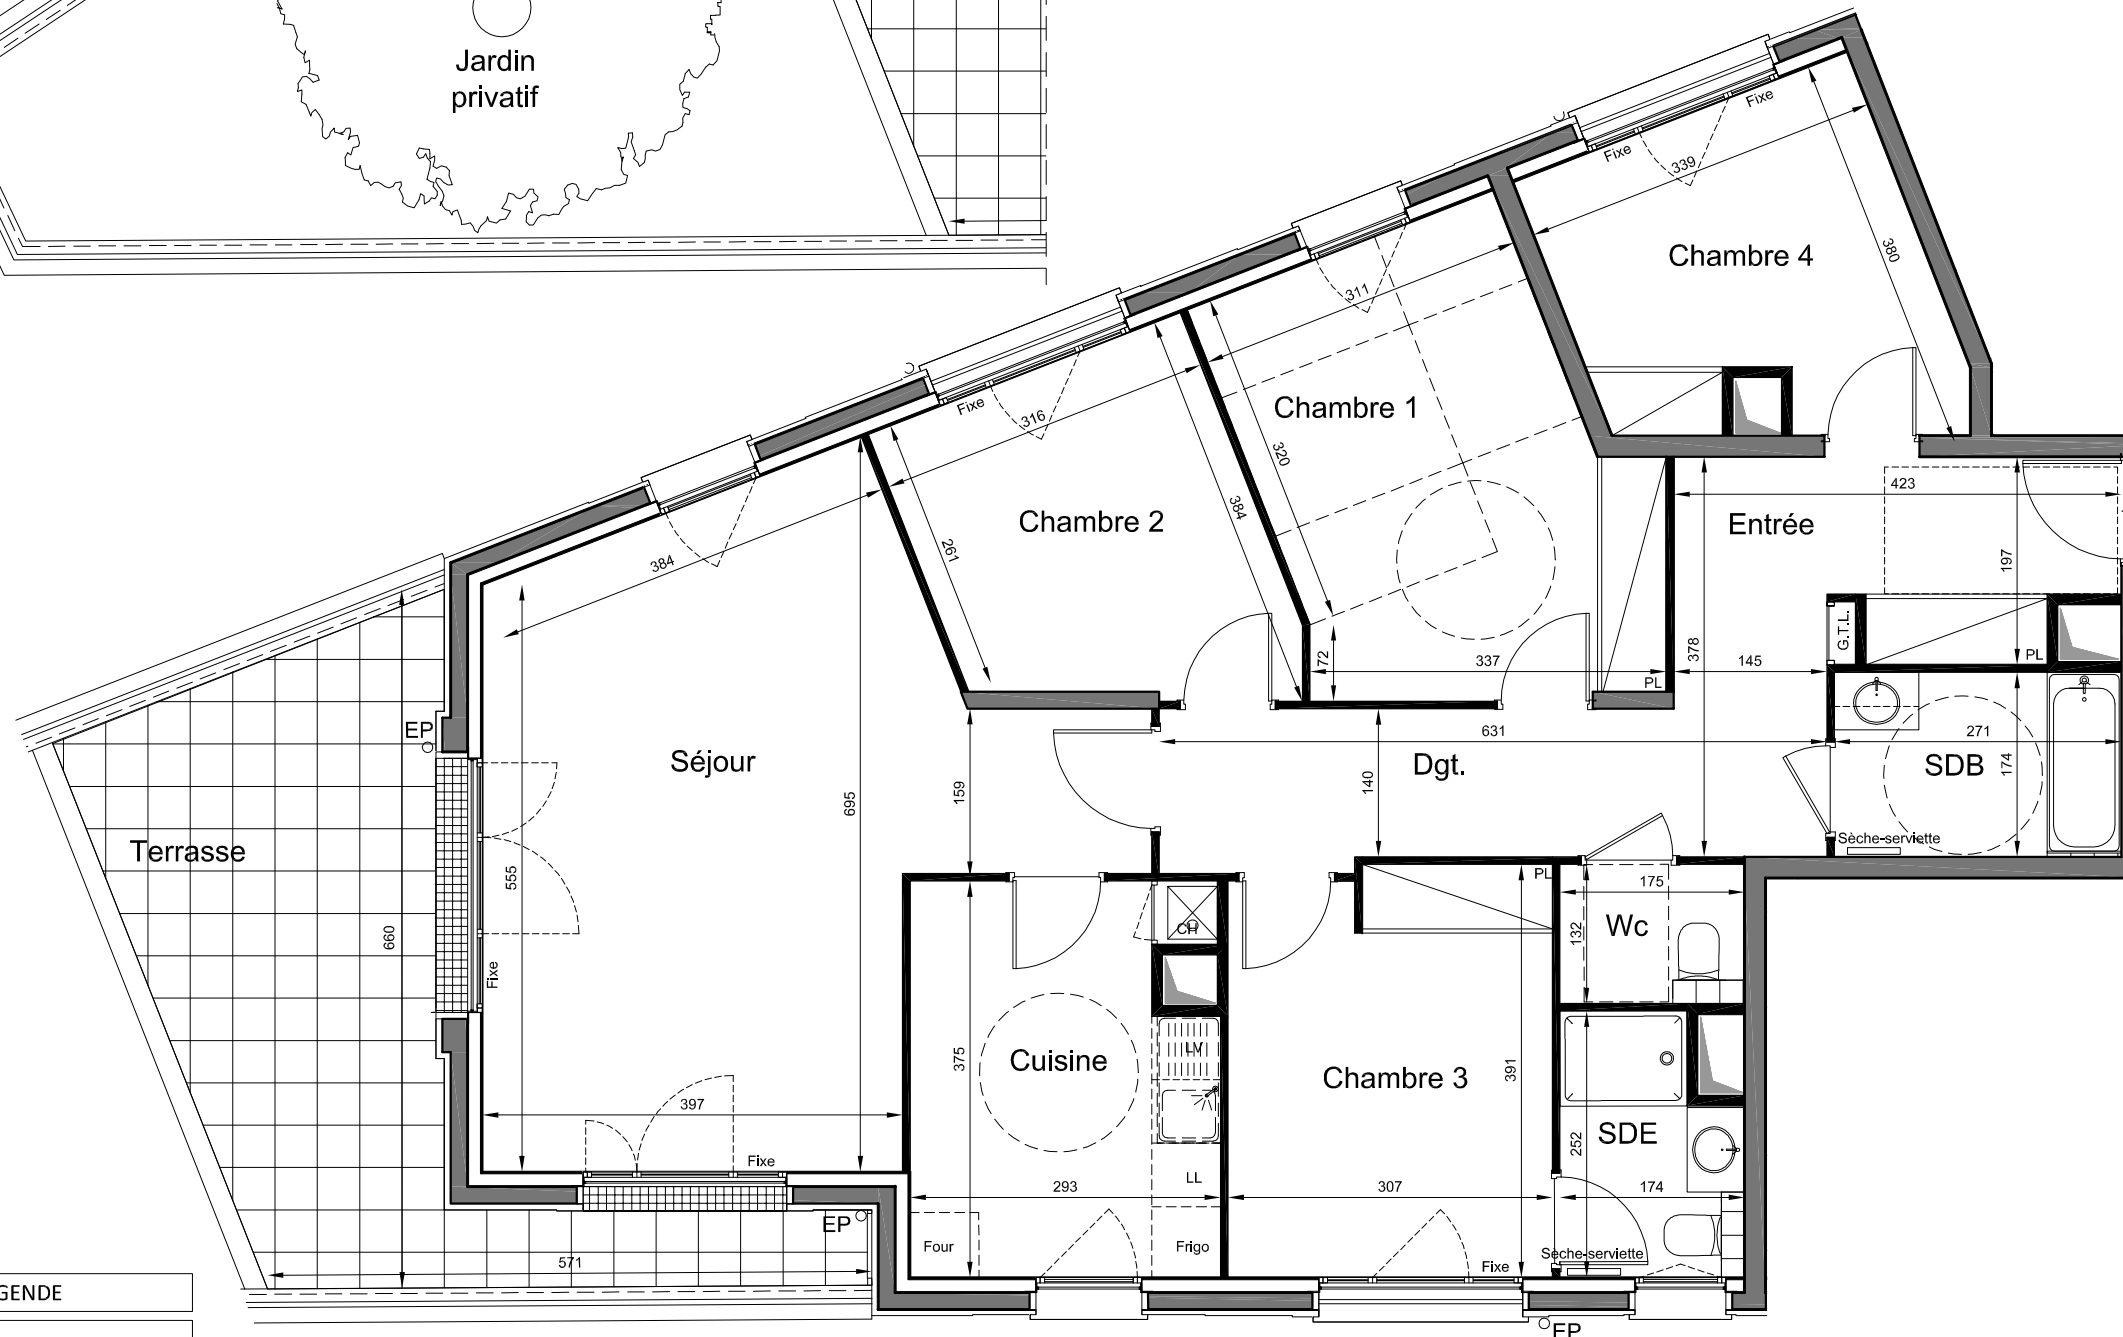 Jardin
privatif
Fixe
Fixe
339
Chambre 4
380
311
Chambre 1
320
Fixe
316
384
Chambre 2
261
384
423
Entrée
197
G.T.L.
PL
378
145
72
337
PL
EP
Séjour
695
159
631
Dgt.
140
271
SDB
174
Sèche-serviette
Terrasse
660
555
Fixe
PL
175
Wc
132
CH
375
Cuisine
LV
Chambre 3
391
SDE
252
397
Fixe
LL
293
307
174
EP
Four
Frigo
Sèche-serviette
Fixe
571
GENDE
EP